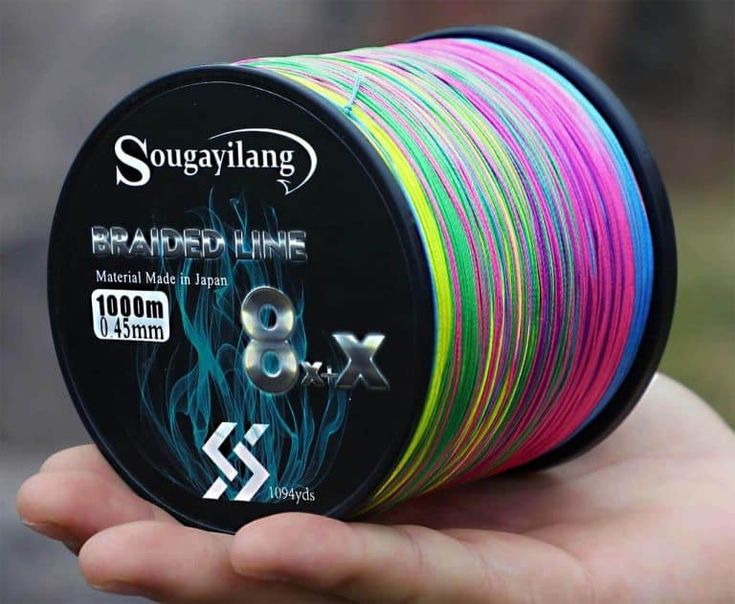 Sougayilang
BRAIDED LINE
Material Made in Japan
1000m
0.45mm
8x+X
1094yds